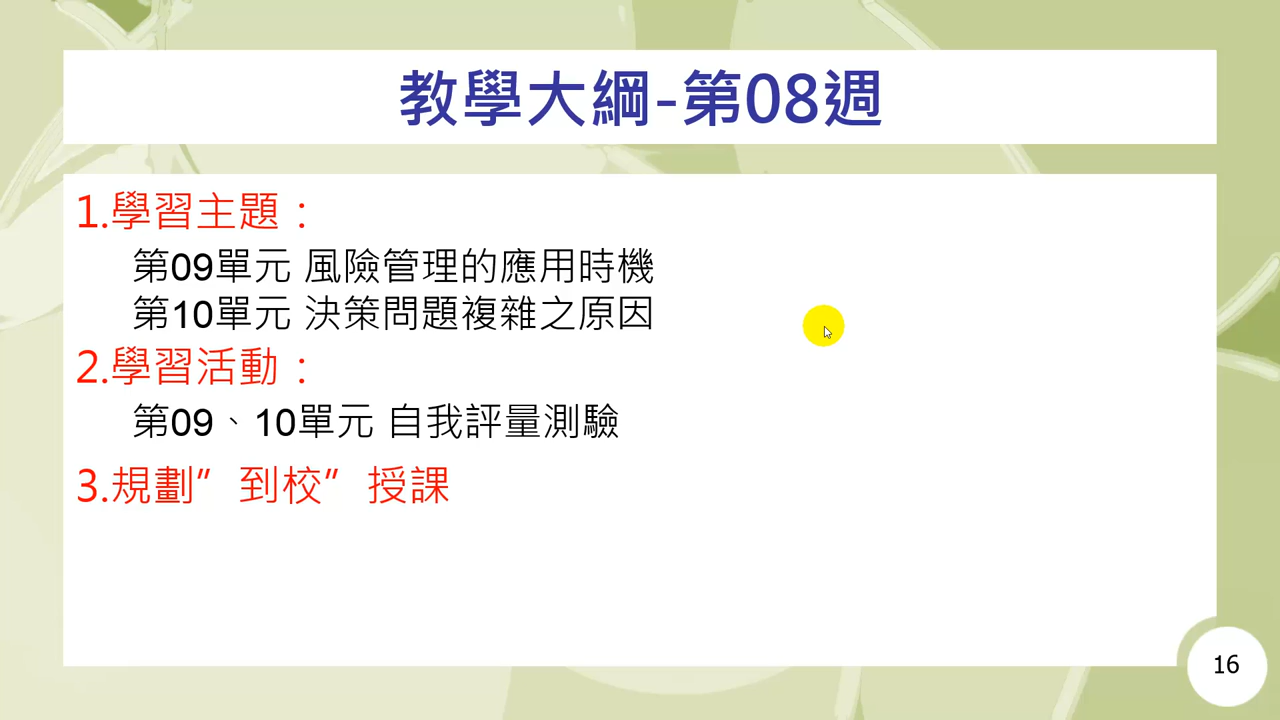 教學大綱-第08週
1.學習主題：
第09單元 風險管理的應用時機
第10單元 決策問題複雜之原因
2.學習活動：
第09、10單元 自我評量測驗
3.規劃”到校”授課
16